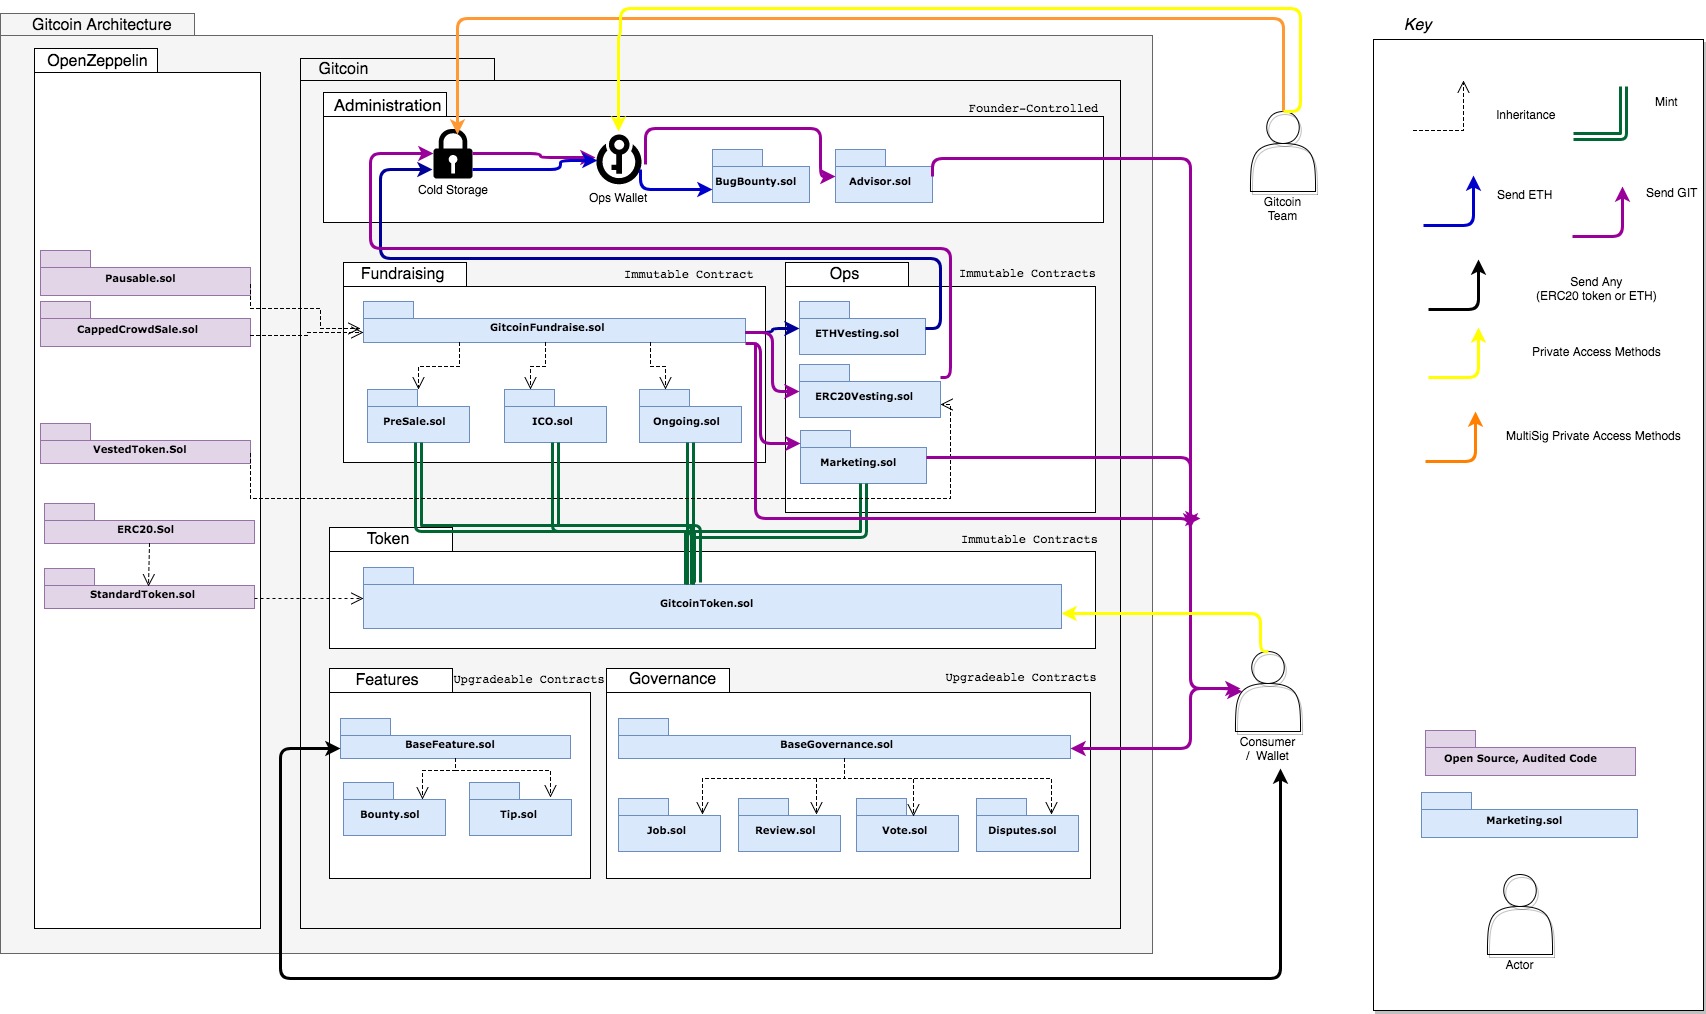 Gitcoin Architecture
OpenZeppelin
Pausable.sol
CappedCrowdSale.sol
VestedToken.Sol
ERC20.Sol
StandardToken.sol
Gitcoin
Administration
Founder-Controlled
Cold Storage
Ops Wallet
BugBounty.sol
Advisor.sol
Fundraising
Immutable Contract
GitcoinFundraise.sol
PreSale.sol
ICO.sol
Ongoing.sol
Ops
Immutable Contracts
ETHVesting.sol
ERC20Vesting.sol
Marketing.sol
Token
Immutable Contracts
GitcoinToken.sol
Features
Upgradeable Contracts
BaseFeature.sol
Bounty.sol
Tip.sol
Governance
Upgradeable Contracts
BaseGovernance.sol
Job.sol
Review.sol
Vote.sol
Disputes.sol
Gitcoin
Team
Consumer
/ Wallet
Key
Inheritance
Mint
Send ETH
Send GIT
Send Any
(ERC20 token or ETH)
Private Access Methods
MultiSig Private Access Methods
Open Source, Audited Code
Marketing.sol
Actor